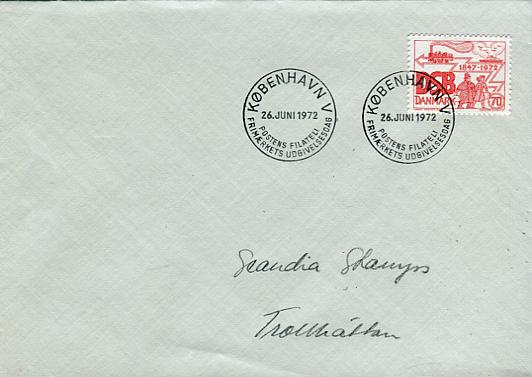 1847-1972
DSB
DANMARK 70
KØBENHAVN V
26.JUNI 1972
POSTENS FILATELI
FRIMÆRKETS UDGIVELSESDAG
KØBENHAVN V
26.JUNI 1972
POSTENS FILATELI
FRIMÆRKETS UDGIVELSESDAG
Scandia Stamps
Trollhättan